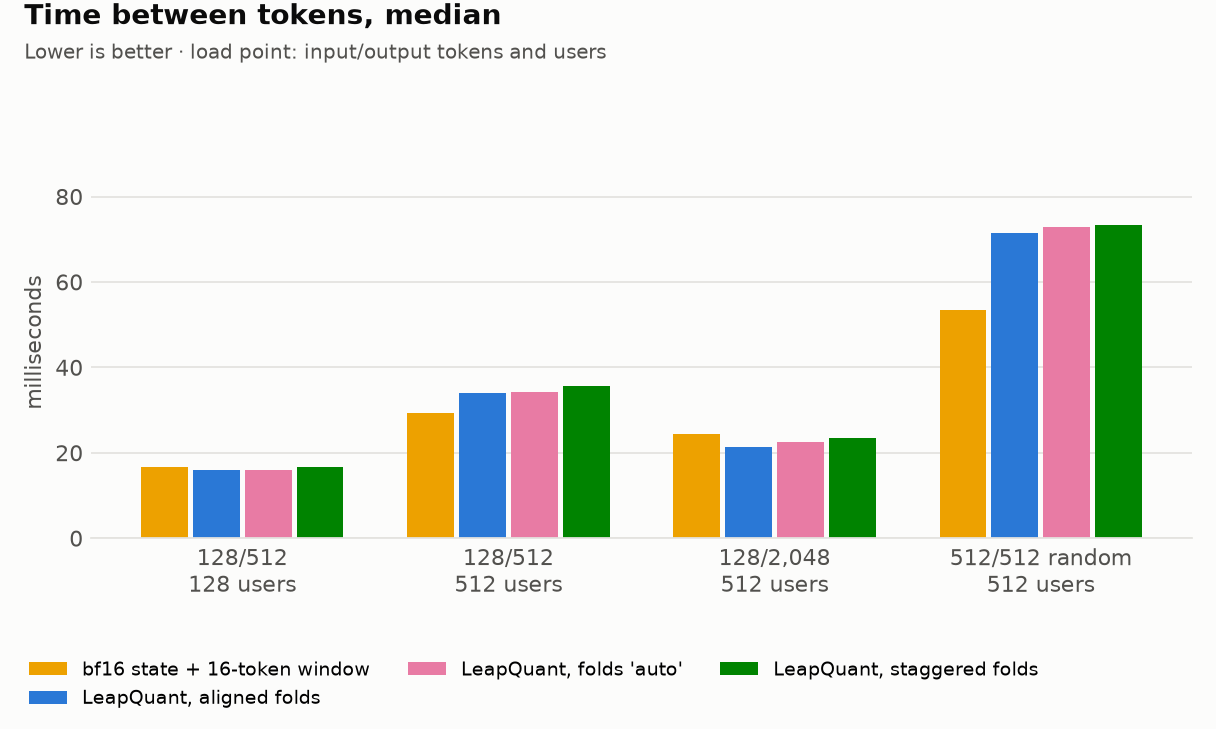 Time between tokens, median
Lower is better · load point: input/output tokens and users
milliseconds
80
60
40
20
0
128/512
128 users
128/512
512 users
128/2,048
512 users
512/512 random
512 users
bf16 state + 16-token window
LeapQuant, aligned folds
LeapQuant, folds 'auto'
LeapQuant, staggered folds